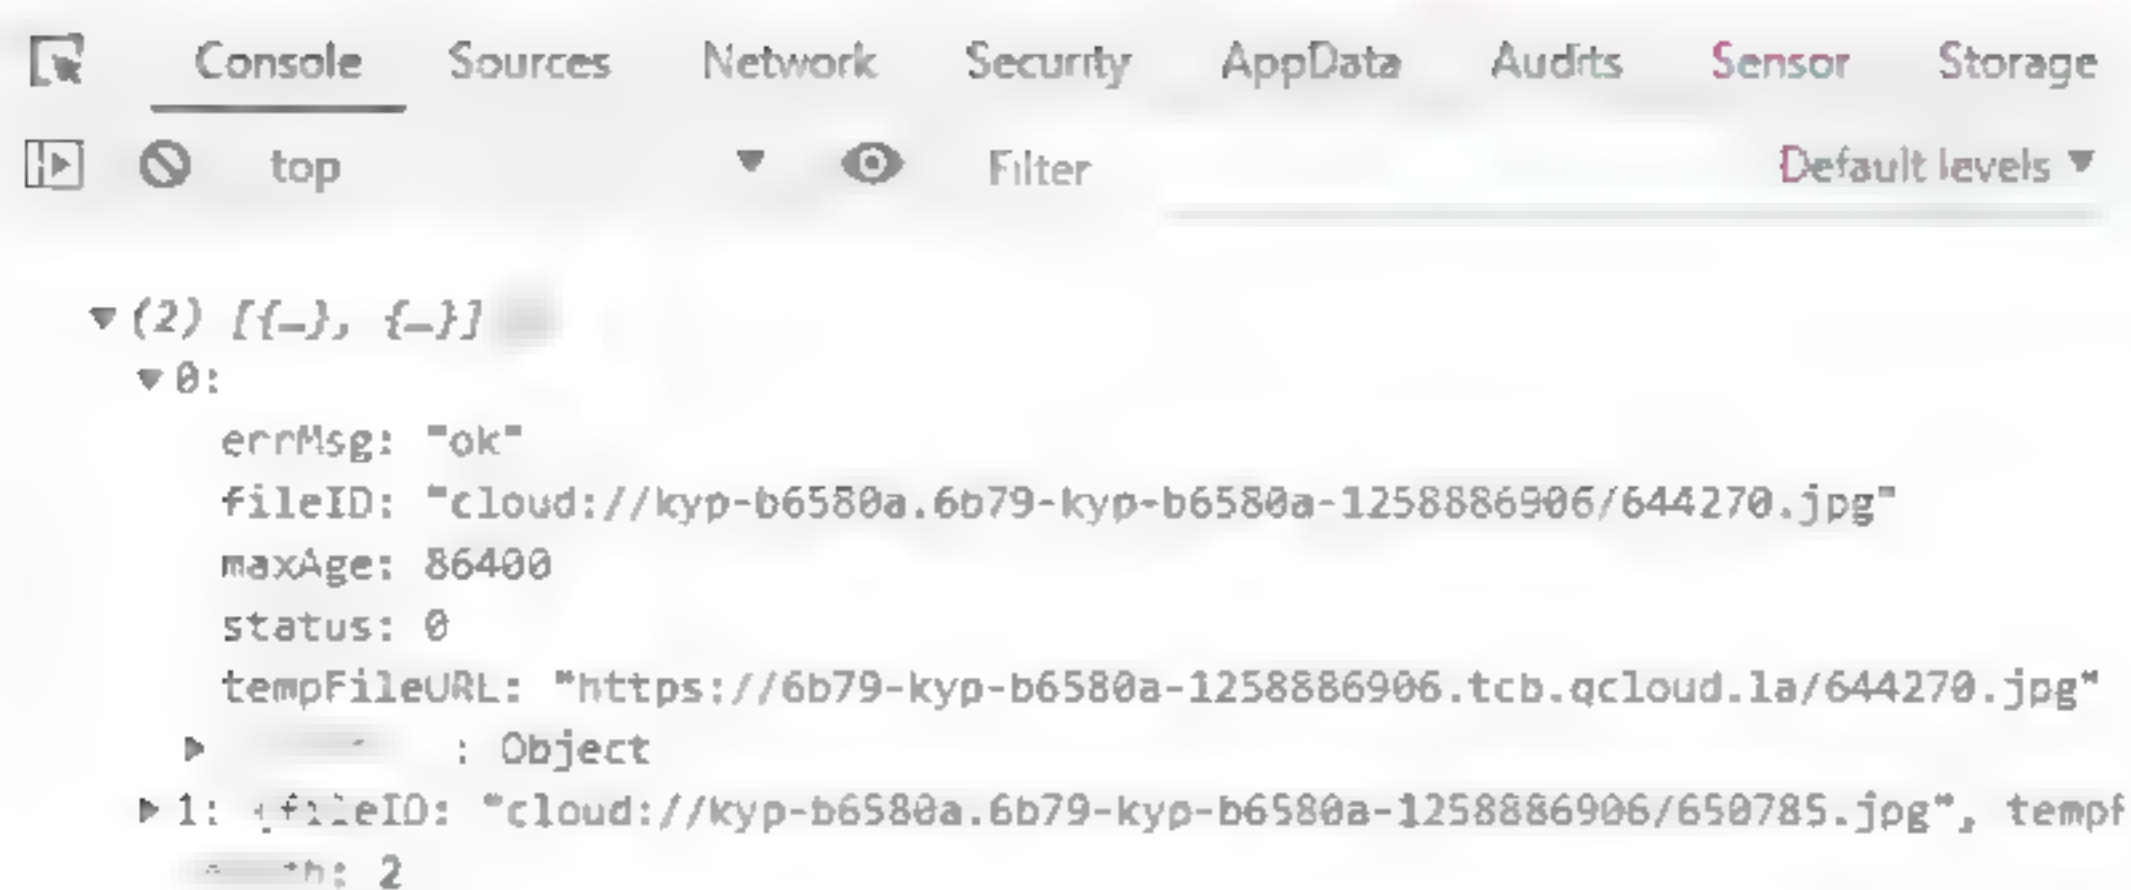 Console Sources Network Security AppData Audits Sensor Storage
top Filter Default levels
(2) [{…}, {…}]
0:
errMsg: "ok"
fileID: "cloud://kyp-b6580a.6b79-kyp-b6580a-1258886906/644270.jpg"
maxAge: 86400
status: 0
tempFileURL: "https://6b79-kyp-b6580a-1258886906.tcb.qcloud.la/644270.jpg"
: Object
1: {fileID: "cloud://kyp-b6580a.6b79-kyp-b6580a-1258886906/650785.jpg", tempF
: 2